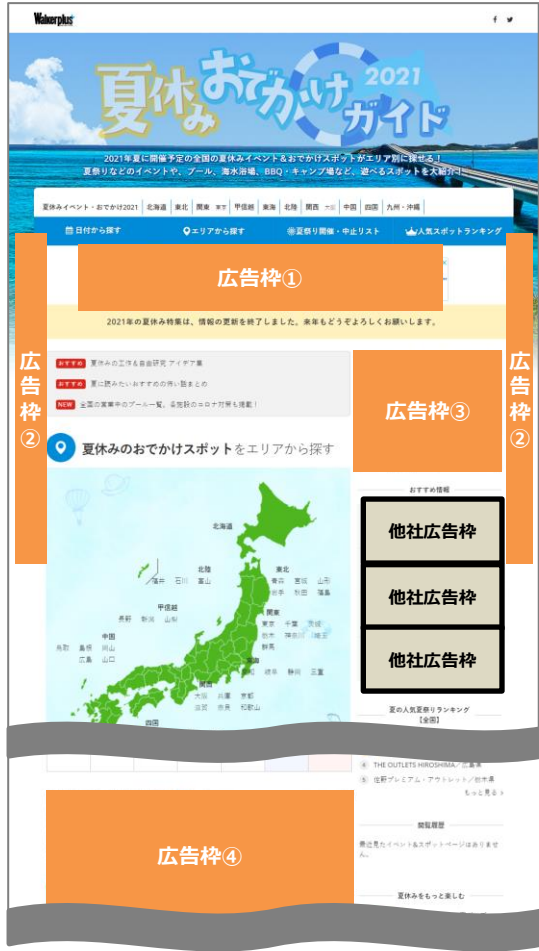 Walkerplus
夏休みおでかけガイド
2021
2021年夏に開催予定の全国の夏休みイベント&おでかけスポットがエリア別に探せる!
夏祭りなどのイベントや、プール、海水浴場、BBQ・キャンプ場など、遊べるスポットを大紹介!
夏休みイベント・おでかけ2021 北海道 東北 関東 東京 甲信越 東海 北陸 関西 大阪 中国 四国 九州・沖縄
日付から探す エリアから探す 夏祭り開催・中止リスト 人気スポットランキング
広告枠①
2021年の夏休み特集は、情報の更新を終了しました。来年もどうぞよろしくお願いします。
広告枠②
広告枠②
おすすめ 夏休みの工作&自由研究 アイデア集
おすすめ 夏に読みたいおすすめの怖い話まとめ
NEW 全国の営業中のプール一覧、各施設のコロナ対策も掲載!
広告枠③
夏休みのおでかけスポットをエリアから探す
おすすめ情報
他社広告枠
他社広告枠
他社広告枠
北海道
北陸
福井 石川 富山
東北
青森 宮城 山形
岩手 秋田 福島
甲信越
長野 新潟 山梨
関東
東京 千葉 茨城
栃木 神奈川 埼玉
群馬
中国
鳥取 島根 岡山
広島 山口
東海
愛知 岐阜 静岡 三重
関西
大阪 兵庫 京都
滋賀 奈良 和歌山
四国
夏の人気夏祭りランキング
【全国】
④ THE OUTLETS HIROSHIMA/広島県
⑤ 佐野プレミアム・アウトレット/栃木県
もっと見る
広告枠④
閲覧履歴
最近見たイベント&スポットページはありません。
夏休みをもっと楽しむ